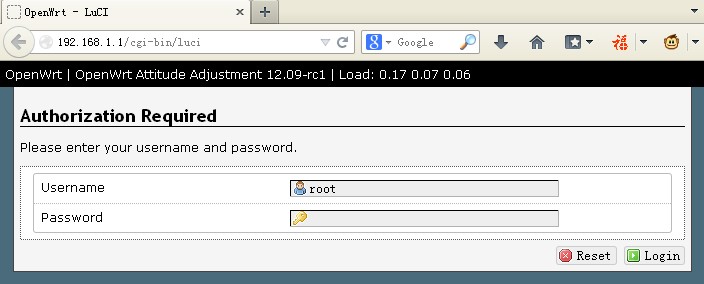 OpenWrt - LuCI
192.168.1.1/cgi-bin/luci
Google
福
OpenWrt | OpenWrt Attitude Adjustment 12.09-rc1 | Load: 0.17 0.07 0.06
Authorization Required
Please enter your username and password.
Username root
Password
Reset Login